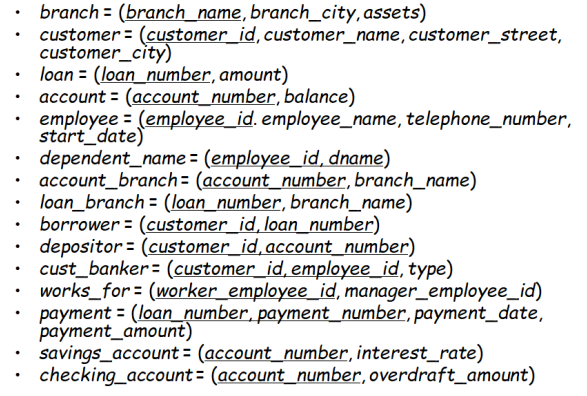 • branch = (branch_name, branch_city, assets)
• customer = (customer_id, customer_name, customer_street,
customer_city)
• loan = (loan_number, amount)
• account = (account_number, balance)
• employee = (employee_id. employee_name, telephone_number,
start_date)
• dependent_name = (employee_id, dname)
• account_branch = (account_number, branch_name)
• loan_branch = (loan_number, branch_name)
• borrower = (customer_id, loan_number)
• depositor = (customer_id, account_number)
• cust_banker = (customer_id, employee_id, type)
• works_for = (worker_employee_id, manager_employee_id)
• payment = (loan_number, payment_number, payment_date,
payment_amount)
• savings_account = (account_number, interest_rate)
• checking_account = (account_number, overdraft_amount)